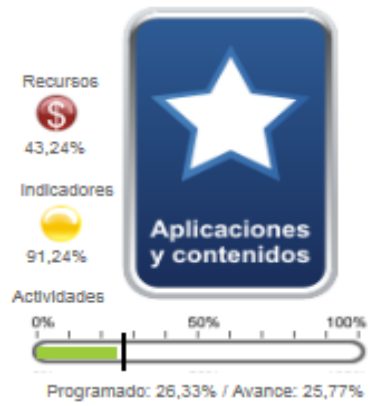 Recursos
$
43,24%
Indicadores
91,24%
Aplicaciones
y contenidos
Actividades
0% 50% 100%
Programado: 26,33% / Avance: 25,77%